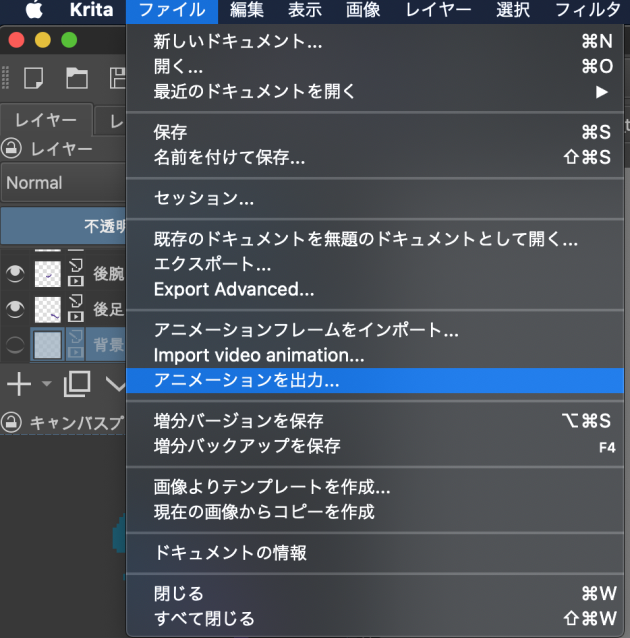 Krita ファイル 編集 表示 画像 レイヤー 選択 フィルタ
新しいドキュメント... ⌘N
開く... ⌘O
最近のドキュメントを開く ▶
レイヤー レ
保存 ⌘S
レイヤー
名前を付けて保存... ⇧⌘S
Normal
セッション...
不透明
既存のドキュメントを無題のドキュメントとして開く...
エクスポート...
後腕
Export Advanced...
後足
アニメーションフレームをインポート...
背景
Import video animation...
アニメーションを出力...
増分バージョンを保存 ⌥⌘S
キャンバスプ
増分バックアップを保存 F4
画像よりテンプレートを作成...
現在の画像からコピーを作成
ドキュメントの情報
閉じる ⌘W
すべて閉じる ⇧⌘W